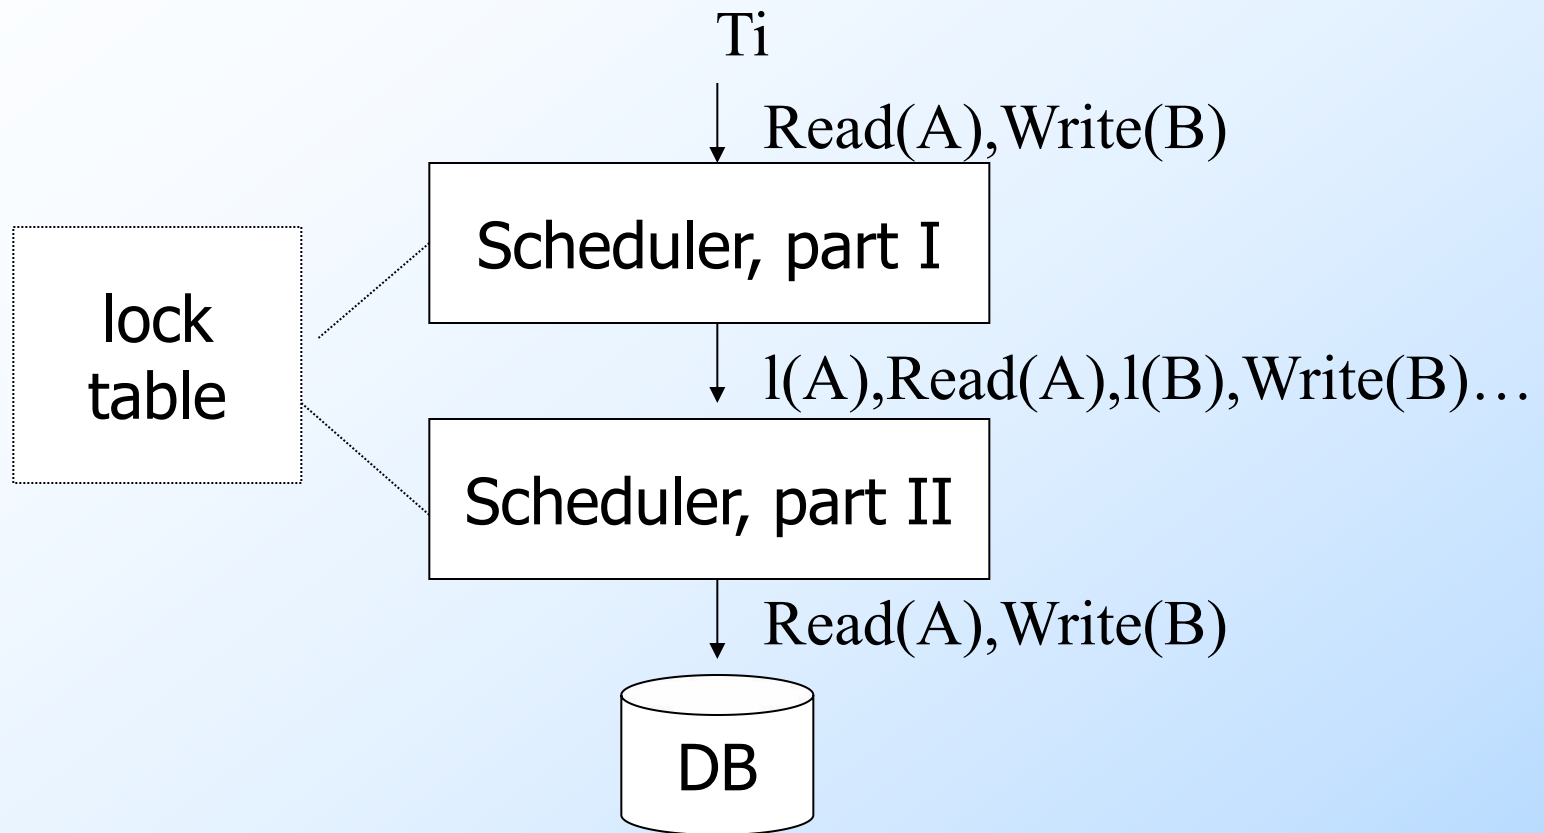 Ti
Read(A),Write(B)
Scheduler, part I
lock
table
l(A),Read(A),l(B),Write(B)…
Scheduler, part II
Read(A),Write(B)
DB